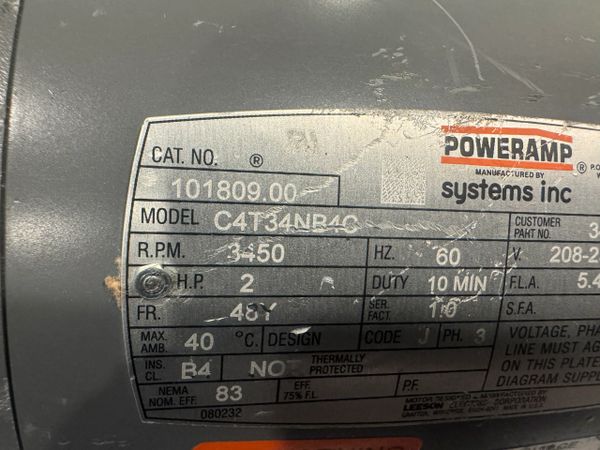 POWERAMP ®
CAT. NO. ®
MANUFACTURED BY
101809.00 systems inc
MODEL C4T34NB4C CUSTOMER PART NO.
R.P.M. 3450 HZ. 60 V. 208-2
H.P. 2 DUTY 10 MIN F.L.A. 5.4
FR. 48Y SER. FACT. 1.0 S.F.A.
MAX. AMB. 40 °C. DESIGN CODE J PH. 3 VOLTAGE, PHA
LINE MUST AG
INS. CL. B4 NOT THERMALLY PROTECTED ON THIS PLATE
DIAGRAM SUPPL
NEMA NOM. EFF. 83 EFF. 75% F.L P.F.
080232 MOTOR DESIGNED & MANUFACTURED BY
LEESON CORPORATION
MADE IN U.S.A.